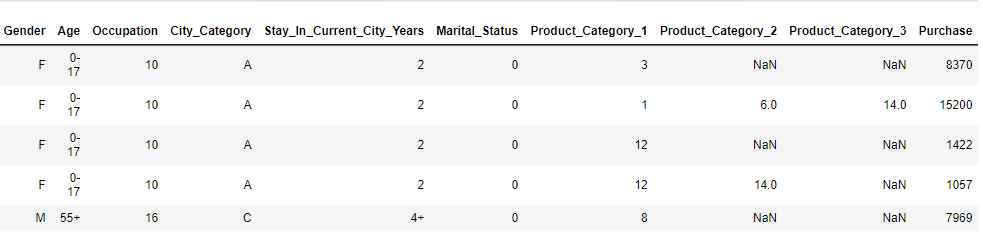 Gender Age Occupation City_Category Stay_In_Current_City_Years Marital_Status Product_Category_1 Product_Category_2 Product_Category_3 Purchase
F 0-17 10 A 2 0 3 NaN NaN 8370
F 0-17 10 A 2 0 1 6.0 14.0 15200
F 0-17 10 A 2 0 12 NaN NaN 1422
F 0-17 10 A 2 0 12 14.0 NaN 1057
M 55+ 16 C 4+ 0 8 NaN NaN 7969